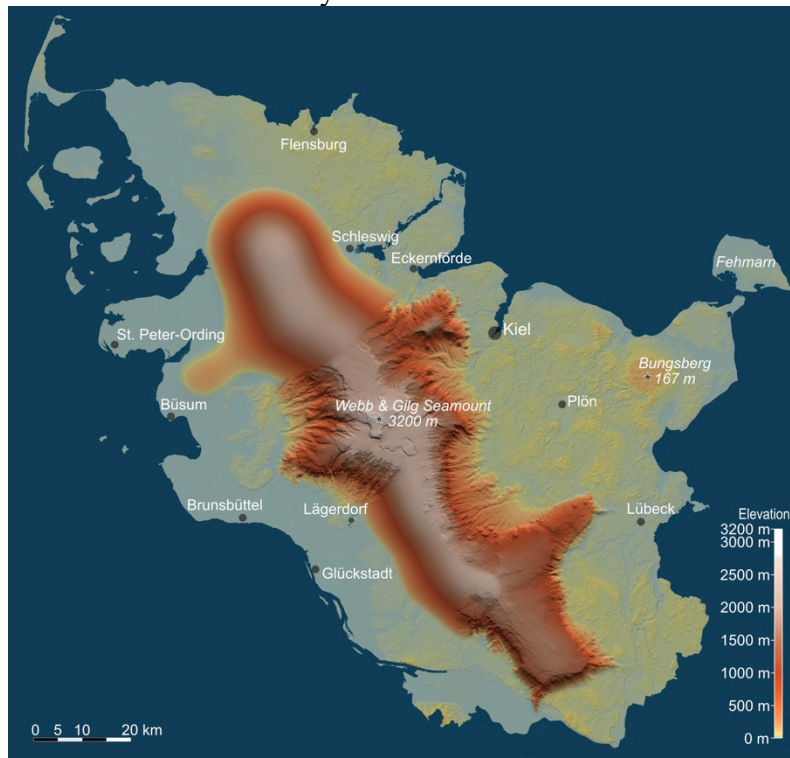 Flensburg
Schleswig
Eckernförde
Fehmarn
St. Peter-Ording
Kiel
Bungsberg
167 m
Büsum
Webb & Gilg Seamount
3200 m
Plön
Brunsbüttel
Lägerdorf
Lübeck
Elevation
3200 m
3000 m
2500 m
2000 m
1500 m
1000 m
500 m
0 m
Glückstadt
0 5 10 20 km